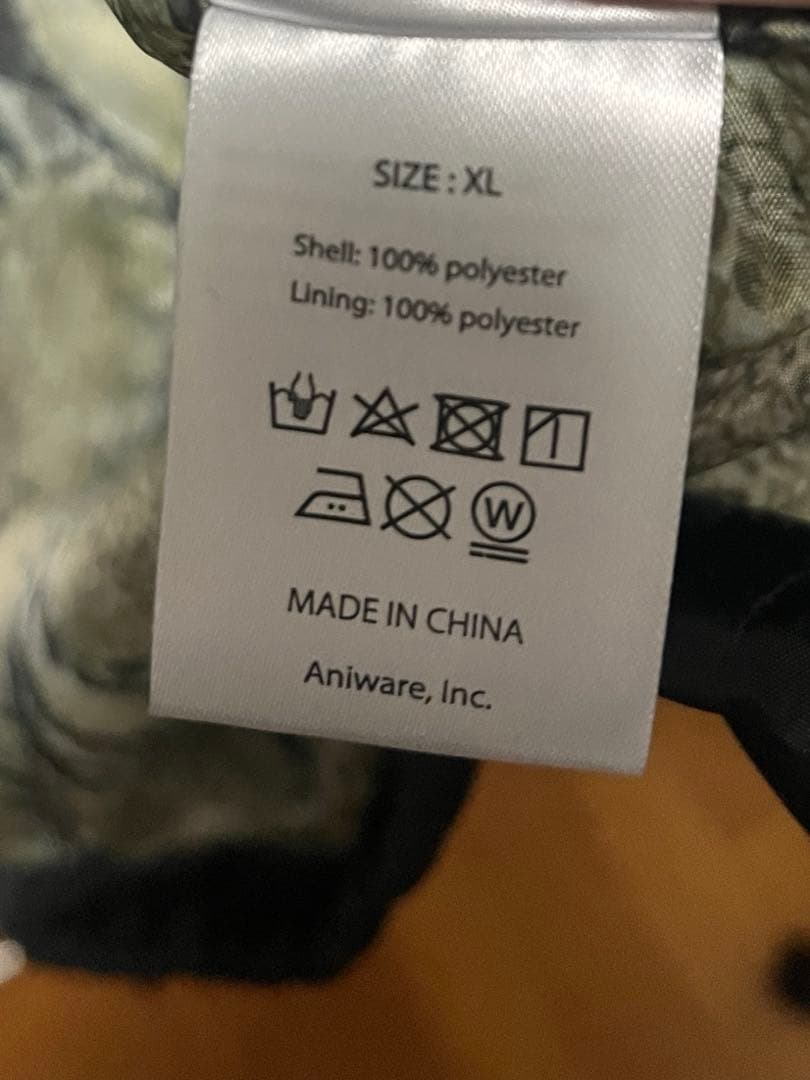 SIZE : XL
Shell: 100% polyester
Lining: 100% polyester
W
MADE IN CHINA
Aniware, Inc.